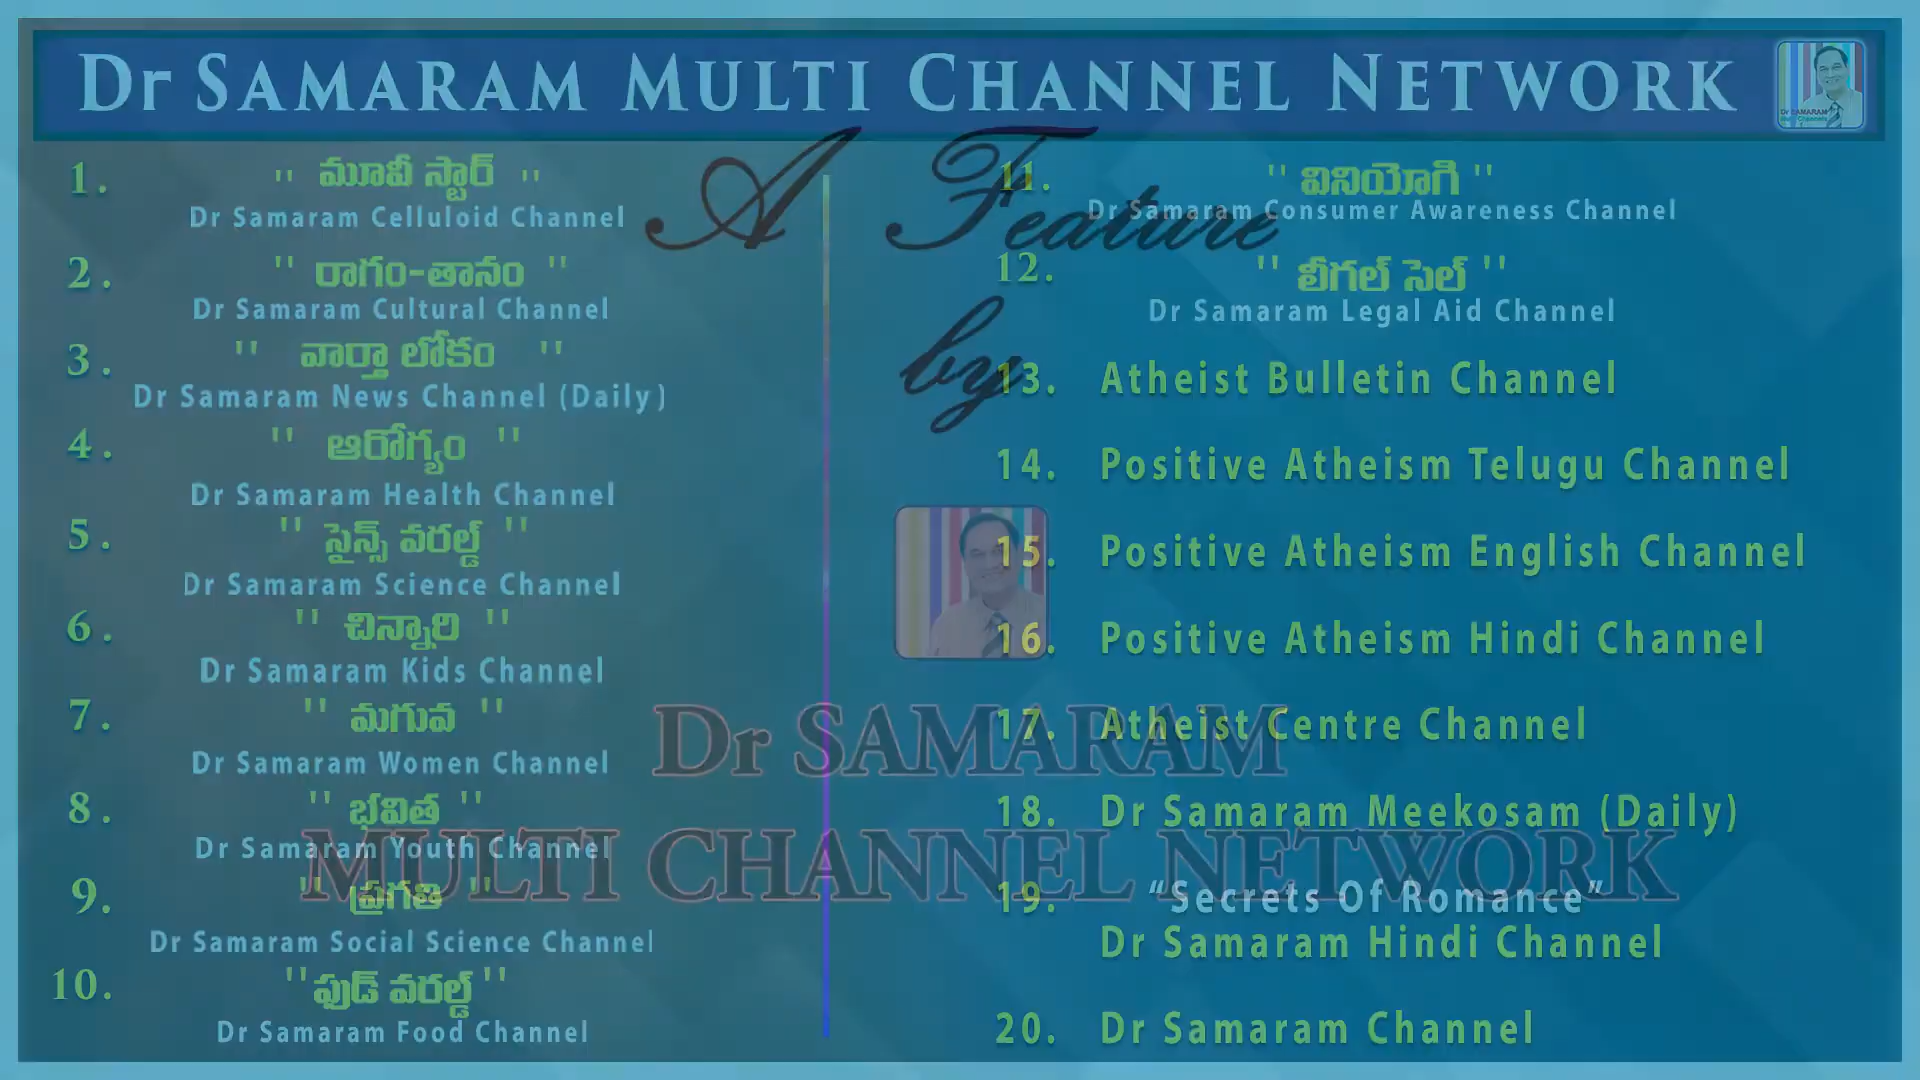 Dr SAMARAM MULTI CHANNEL NETWORK
1. " మూవీ స్టార్ "
Dr Samaram Celluloid Channel
2. " రాగం-తానం "
Dr Samaram Cultural Channel
3. " వార్తా లోకం "
Dr Samaram News Channel (Daily)
4. " ఆరోగ్యం "
Dr Samaram Health Channel
5. " సైన్స్ వరల్డ్ "
Dr Samaram Science Channel
6. " చిన్నారి "
Dr Samaram Kids Channel
7. " మగువ "
Dr Samaram Women Channel
8. " భవిత "
Dr Samaram Youth Channel
9. " ప్రగతి "
Dr Samaram Social Science Channel
10. "ఫుడ్ వరల్డ్"
Dr Samaram Food Channel
11. " వినియోగి "
Dr Samaram Consumer Awareness Channel
12. " లీగల్ సెల్ "
Dr Samaram Legal Aid Channel
13. Atheist Bulletin Channel
14. Positive Atheism Telugu Channel
15. Positive Atheism English Channel
16. Positive Atheism Hindi Channel
17. Atheist Centre Channel
18. Dr Samaram Meekosam (Daily)
19. “Secrets Of Romance”
Dr Samaram Hindi Channel
20. Dr Samaram Channel
A Feature
by
Dr SAMARAM
MULTI CHANNEL NETWORK